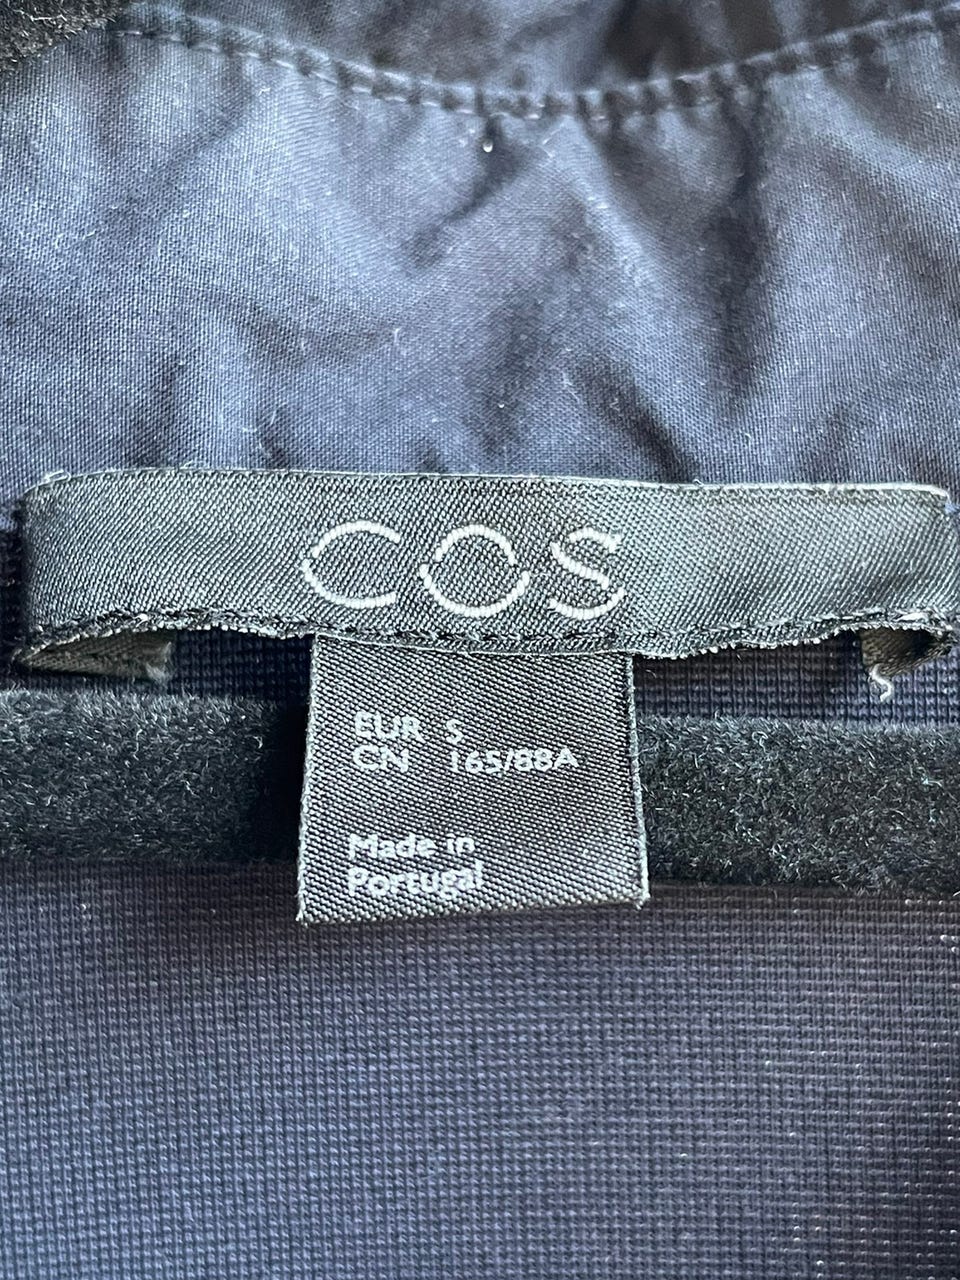 COS
EUR S
CN 165/88A
Made in
Portugal